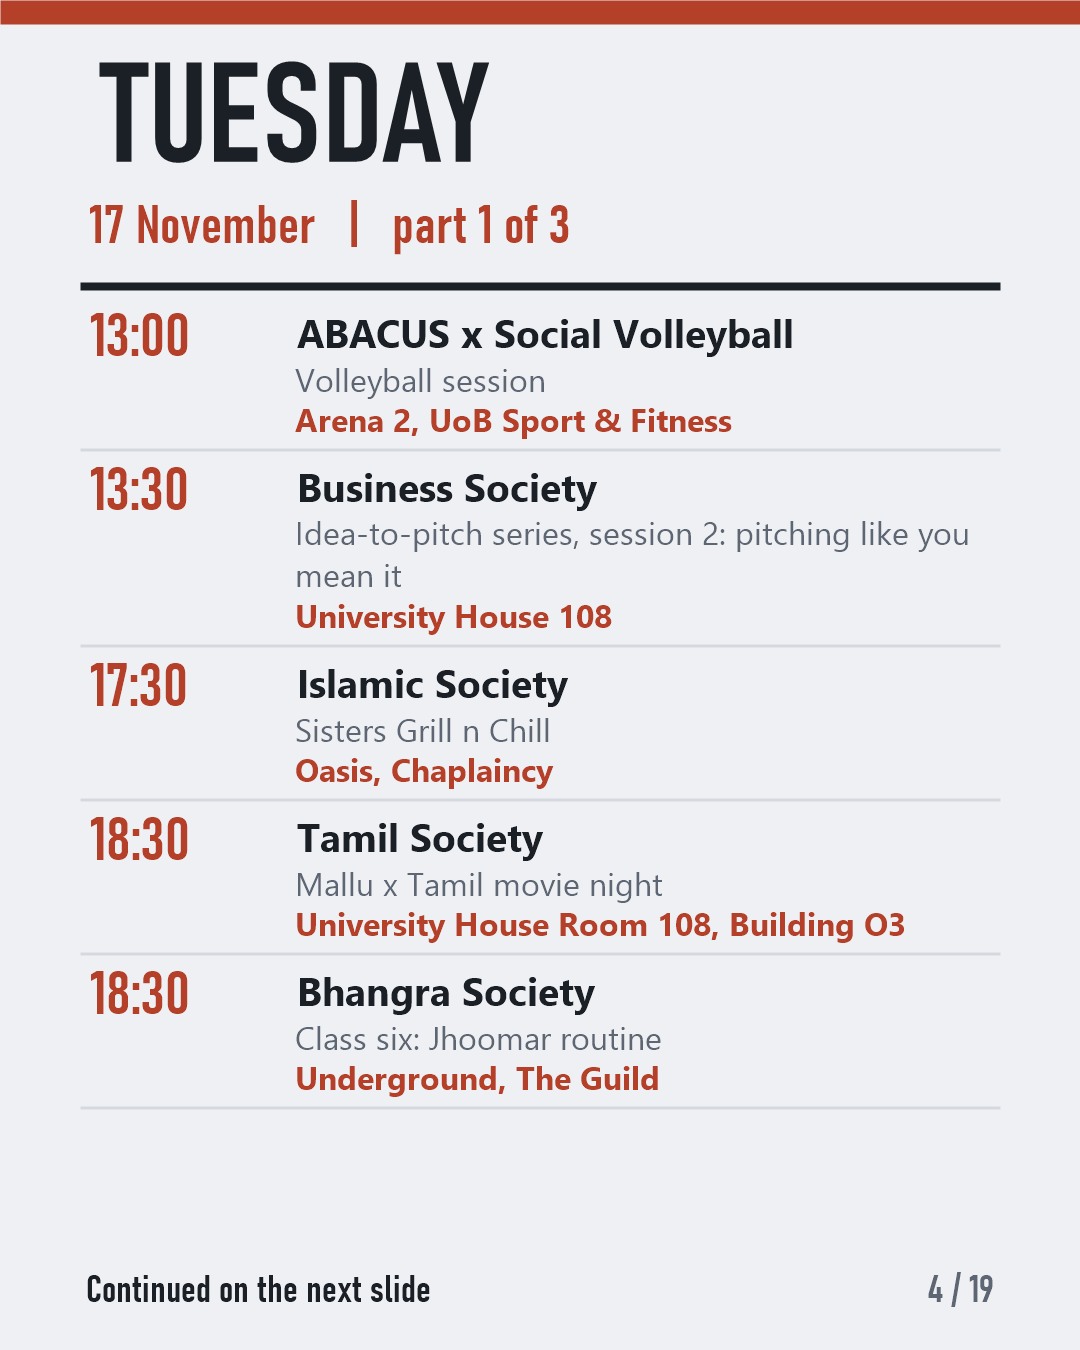 TUESDAY
17 November | part 1 of 3
13:00
ABACUS x Social Volleyball
Volleyball session
Arena 2, UoB Sport & Fitness
13:30
Business Society
Idea-to-pitch series, session 2: pitching like you
mean it
University House 108
17:30
Islamic Society
Sisters Grill n Chill
Oasis, Chaplaincy
18:30
Tamil Society
Mallu x Tamil movie night
University House Room 108, Building O3
18:30
Bhangra Society
Class six: Jhoomar routine
Underground, The Guild
Continued on the next slide
4 / 19